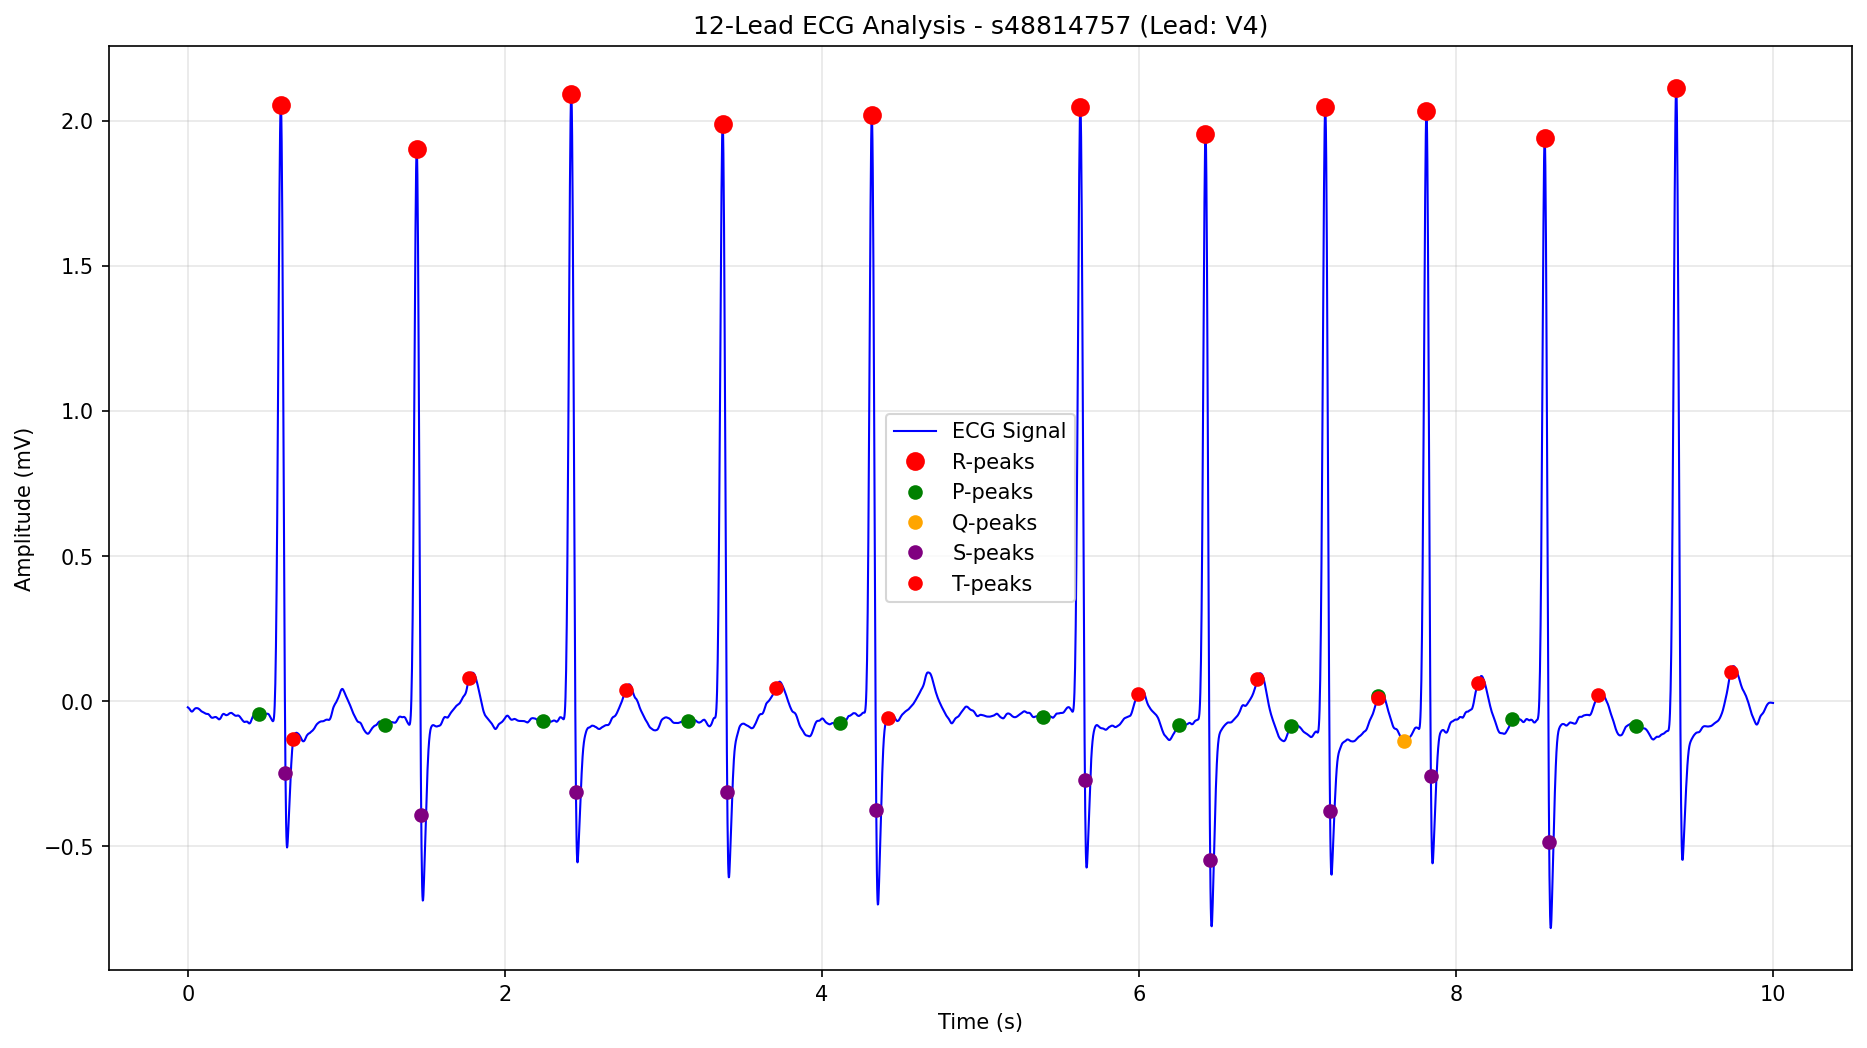 12-Lead ECG Analysis - s48814757 (Lead: V4)
Amplitude (mV)
2.0
1.5
1.0
0.5
0.0
−0.5
ECG Signal
R-peaks
P-peaks
Q-peaks
S-peaks
T-peaks
0 2 4 6 8 10
Time (s)